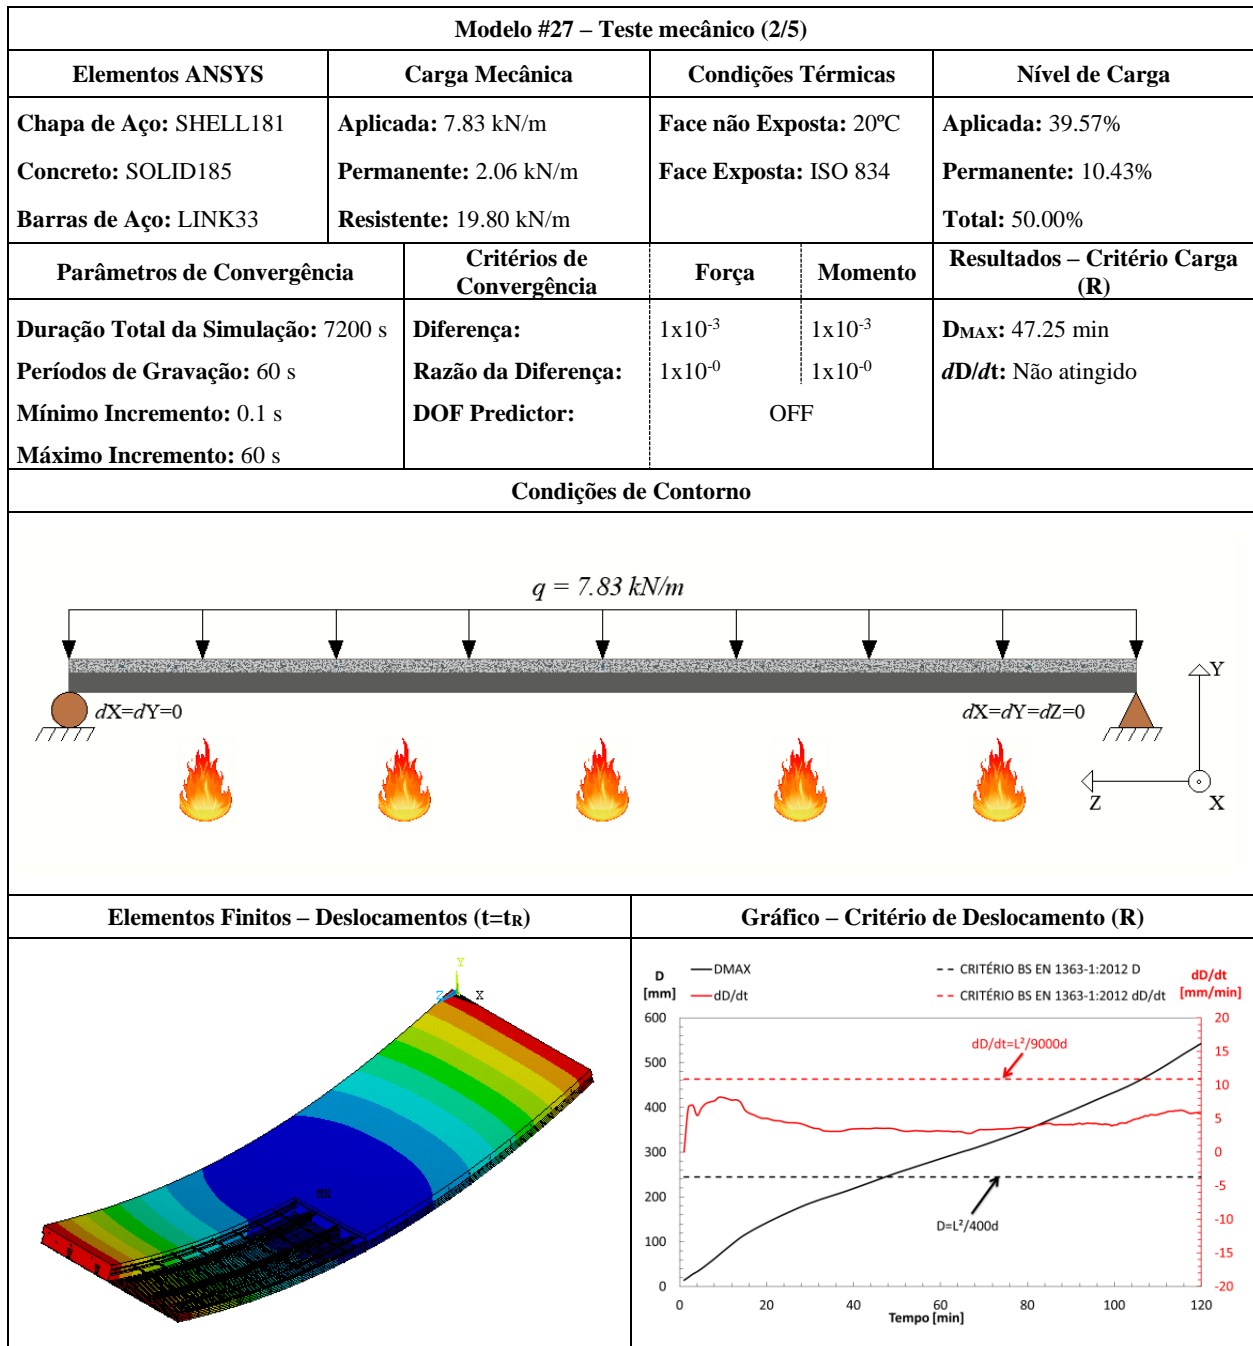 Modelo #27 – Teste mecânico (2/5)
Elementos ANSYS Carga Mecânica Condições Térmicas Nível de Carga
Chapa de Aço: SHELL181 Aplicada: 7.83 kN/m Face não Exposta: 20ºC Aplicada: 39.57%
Concreto: SOLID185 Permanente: 2.06 kN/m Face Exposta: ISO 834 Permanente: 10.43%
Barras de Aço: LINK33 Resistente: 19.80 kN/m Total: 50.00%
Parâmetros de Convergência Critérios de Convergência Força Momento Resultados – Critério Carga (R)
Duração Total da Simulação: 7200 s Diferença: 1x10-3 1x10-3 DMAX: 47.25 min
Períodos de Gravação: 60 s Razão da Diferença: 1x10-0 1x10-0 dD/dt: Não atingido
Mínimo Incremento: 0.1 s DOF Predictor: OFF
Máximo Incremento: 60 s
Condições de Contorno
q = 7.83 kN/m
dX=dY=0 dX=dY=dZ=0
Y
Z X
Elementos Finitos – Deslocamentos (t=tR) Gráfico – Critério de Deslocamento (R)
Y
Z X
MN
D [mm] DMAX CRITÉRIO BS EN 1363-1:2012 D dD/dt [mm/min]
dD/dt CRITÉRIO BS EN 1363-1:2012 dD/dt
600 20
15
500
dD/dt=L²/9000d
10
400
5
300
0
200 -5
D=L²/400d
-10
100
-15
0 -20
0 20 40 60 80 100 120
Tempo [min]